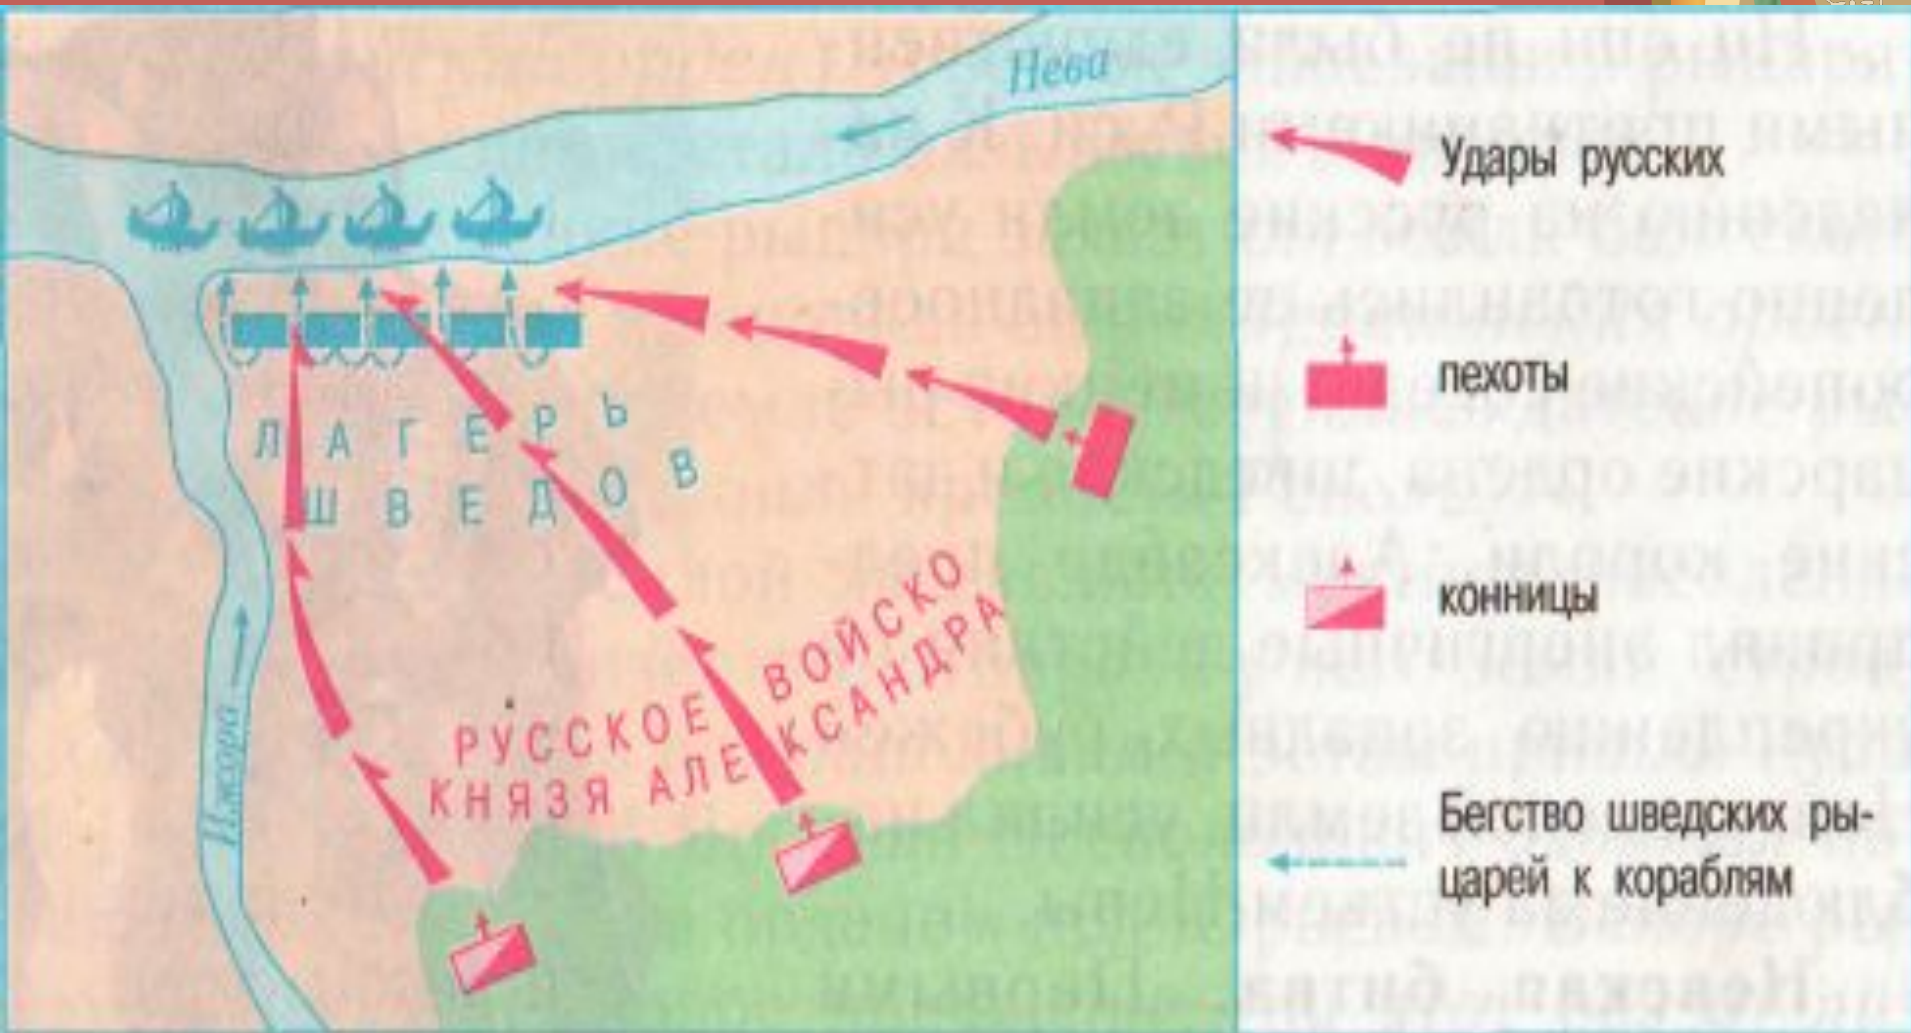 Нева
ЛАГЕРЬ
ШВЕДОВ
РУССКОЕ ВОЙСКО
КНЯЗЯ АЛЕКСАНДРА
Ижора
Удары русских
пехоты
конницы
Бегство шведских ры-
царей к кораблям